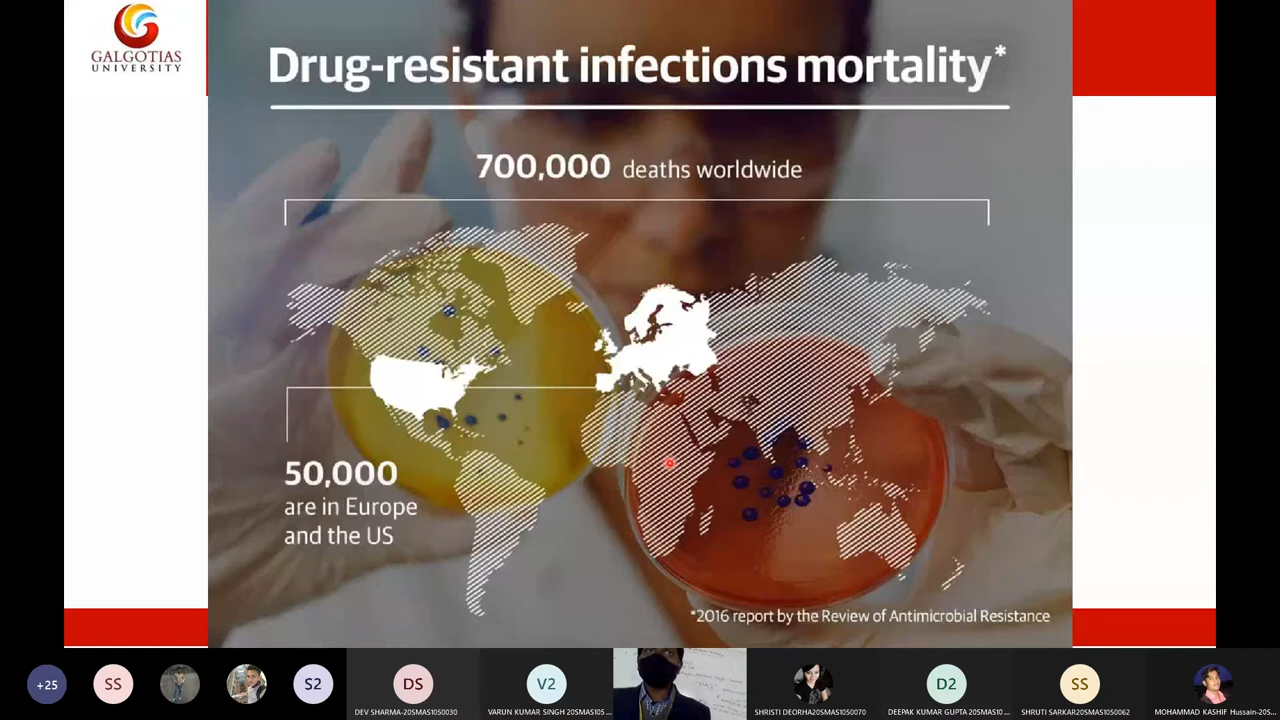 GALGOTIAS
UNIVERSITY
Drug-resistant infections mortality*
700,000 deaths worldwide
50,000
are in Europe
and the US
*2016 report by the Review of Antimicrobial Resistance
+25
SS
S2
DS
V2
D2
SS
DEV SHARMA-20SMAS1050030
VARUN KUMAR SINGH 20SMAS105...
SHRISTI DEORHA20SMAS1050070
DEEPAK KUMAR GUPTA 20SMAS10...
SHRUTI SARKAR20SMAS1050062
MOHAMMAD KASHIF Hussain-20S...